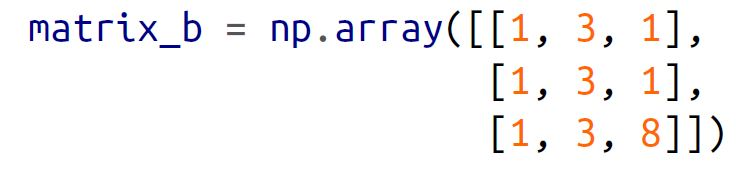 matrix_b = np.array([[1, 3, 1],
[1, 3, 1],
[1, 3, 8]])